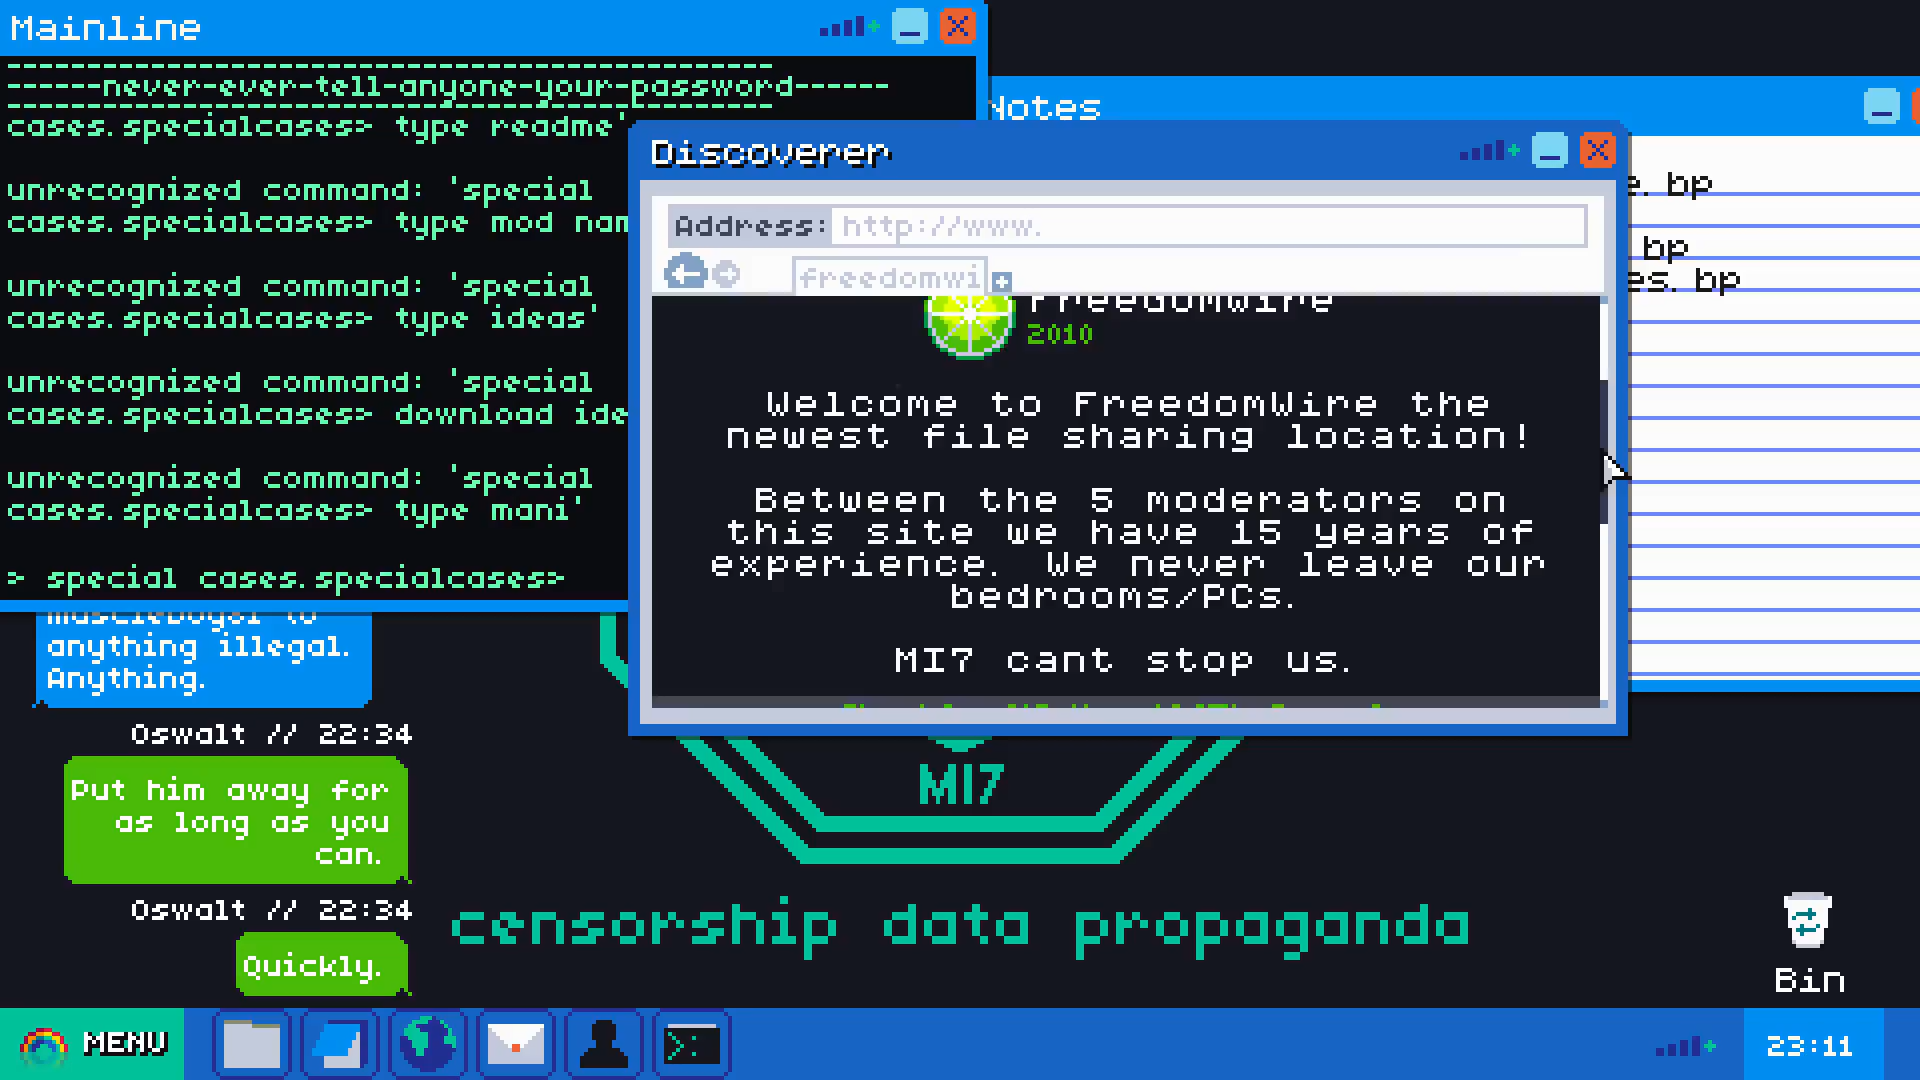 Mainline
------never-ever-tell-anyone-your-password------
cases.specialcases> type readme'
unrecognized command: 'special
cases.specialcases> type mod nam
unrecognized command: 'special
cases.specialcases> type ideas'
unrecognized command: 'special
cases.specialcases> download ide
unrecognized command: 'special
cases.specialcases> type mani'
> special cases.specialcases>
Notes
e.bp
bp
es.bp
Discoverer
Address: http://www.
freedomwi
FreedomWire
2010
Welcome to FreedomWire the
newest file sharing location!
Between the 5 moderators on
this site we have 15 years of
experience. We never leave our
bedrooms/PCs.
MI7 cant stop us.
muscleboy81 to
anything illegal.
Anything.
Oswalt // 22:34
Put him away for
as long as you
can.
Oswalt // 22:34
Quickly.
MI7
censorship data propaganda
Bin
MENU
23:11